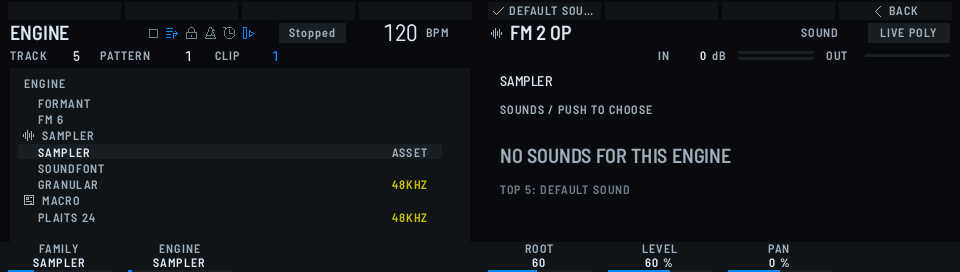 DEFAULT SOU...
BACK
ENGINE
Stopped
120 BPM
FM 2 OP
SOUND
LIVE POLY
TRACK 5 PATTERN 1 CLIP 1
IN 0 dB OUT
ENGINE
FORMANT
FM 6
SAMPLER
SAMPLER ASSET
SOUNDFONT
GRANULAR 48KHZ
MACRO
PLAITS 24 48KHZ
SAMPLER
SOUNDS / PUSH TO CHOOSE
NO SOUNDS FOR THIS ENGINE
TOP 5: DEFAULT SOUND
FAMILY
SAMPLER
ENGINE
SAMPLER
ROOT
60
LEVEL
60 %
PAN
0 %